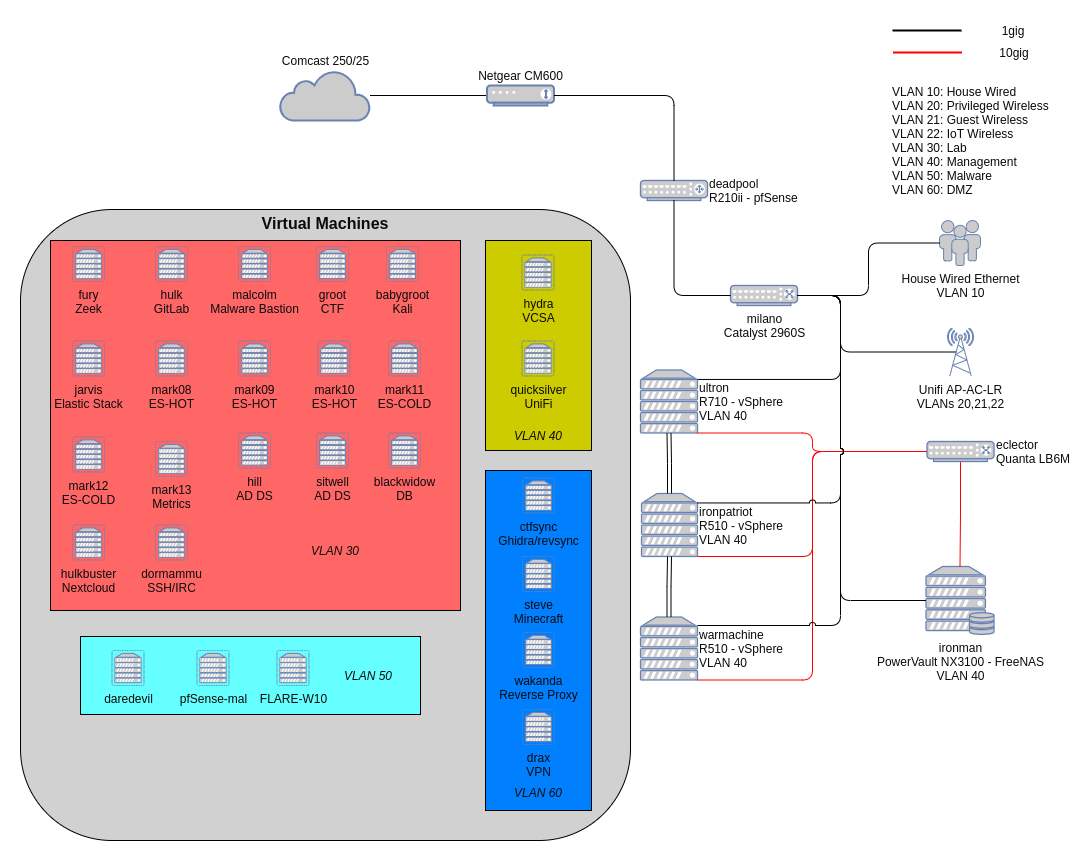 1gig
10gig
Comcast 250/25
Netgear CM600
VLAN 10: House Wired
VLAN 20: Privileged Wireless
VLAN 21: Guest Wireless
VLAN 22: IoT Wireless
VLAN 30: Lab
VLAN 40: Management
VLAN 50: Malware
VLAN 60: DMZ
deadpool
R210ii - pfSense
House Wired Ethernet
VLAN 10
milano
Catalyst 2960S
Unifi AP-AC-LR
VLANs 20,21,22
ultron
R710 - vSphere
VLAN 40
eclector
Quanta LB6M
ironpatriot
R510 - vSphere
VLAN 40
warmachine
R510 - vSphere
VLAN 40
ironman
PowerVault NX3100 - FreeNAS
VLAN 40
Virtual Machines
fury
Zeek
hulk
GitLab
malcolm
Malware Bastion
groot
CTF
babygroot
Kali
jarvis
Elastic Stack
mark08
ES-HOT
mark09
ES-HOT
mark10
ES-HOT
mark11
ES-COLD
mark12
ES-COLD
mark13
Metrics
hill
AD DS
sitwell
AD DS
blackwidow
DB
hulkbuster
Nextcloud
dormammu
SSH/IRC
VLAN 30
hydra
VCSA
quicksilver
UniFi
VLAN 40
ctfsync
Ghidra/revsync
steve
Minecraft
wakanda
Reverse Proxy
drax
VPN
VLAN 60
daredevil
pfSense-mal
FLARE-W10
VLAN 50